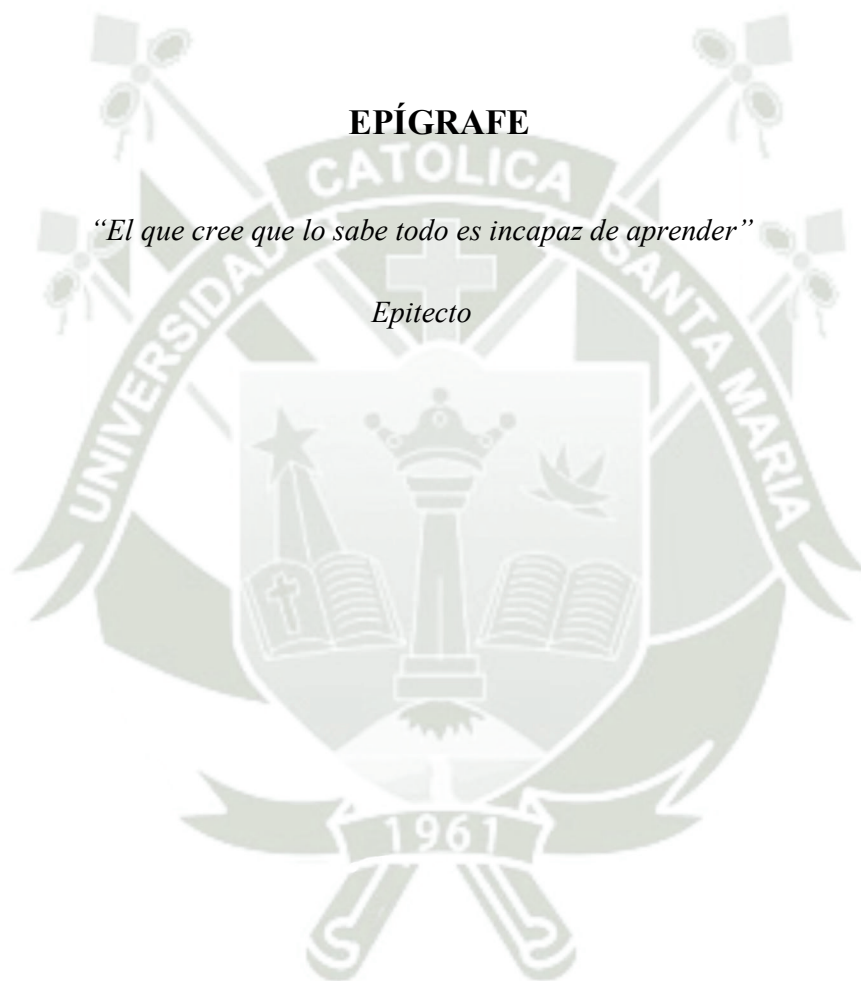 EPÍGRAFE
UNIVERSIDAD CATOLICA SANTA MARIA
“El que cree que lo sabe todo es incapaz de aprender”
Epitecto
1961